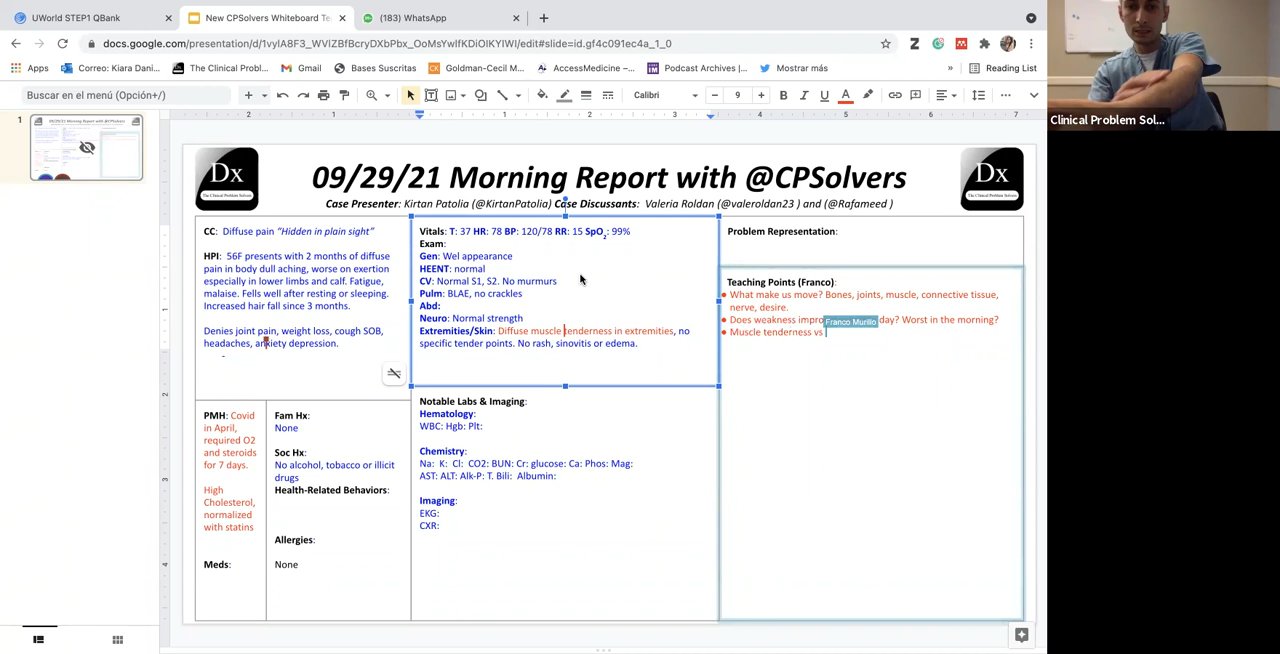 UWorld STEP1 QBank
New CPSolvers Whiteboard Te
(183) WhatsApp
docs.google.com/presentation/d/1vyIA8F3_WVIZBfBcryDXbPbx_OoMsYwIfKDiOIKYIWI/edit#slide=id.gf4c091ec4a_1_0
Apps
Correo: Kiara Dani...
The Clinical Probl...
Gmail
Bases Suscritas
Goldman-Cecil M...
AccessMedicine –...
Podcast Archives |...
Mostrar más
»
Reading List
Buscar en el menú (Opción+/)
Calibri
9
1
Dx
The Clinical Problem Solvers
09/29/21 Morning Report with @CPSolvers
Case Presenter: Kirtan Patolia (@KirtanPatolia) Case Discussants: Valeria Roldan (@valeroldan23 ) and (@Rafameed )
Dx
The Clinical Problem Solvers
CC: Diffuse pain “Hidden in plain sight”
HPI: 56F presents with 2 months of diffuse
pain in body dull aching, worse on exertion
especially in lower limbs and calf. Fatigue,
malaise. Fells well after resting or sleeping.
Increased hair fall since 3 months.
Denies joint pain, weight loss, cough SOB,
headaches, anxiety depression.
-
PMH: Covid
in April,
required O2
and steroids
for 7 days.
High
Cholesterol,
normalized
with statins
Meds:
Fam Hx:
None
Soc Hx:
No alcohol, tobacco or illicit
drugs
Health-Related Behaviors:
Allergies:
None
Vitals: T: 37 HR: 78 BP: 120/78 RR: 15 SpO2: 99%
Exam:
Gen: Wel appearance
HEENT: normal
CV: Normal S1, S2. No murmurs
Pulm: BLAE, no crackles
Abd:
Neuro: Normal strength
Extremities/Skin: Diffuse muscle tenderness in extremities, no
specific tender points. No rash, sinovitis or edema.
Notable Labs & Imaging:
Hematology:
WBC: Hgb: Plt:
Chemistry:
Na: K: Cl: CO2: BUN: Cr: glucose: Ca: Phos: Mag:
AST: ALT: Alk-P: T. Bili: Albumin:
Imaging:
EKG:
CXR:
Problem Representation:
Teaching Points (Franco):
● What make us move? Bones, joints, muscle, connective tissue,
nerve, desire.
● Does weakness impro day? Worst in the morning?
Franco Murillo
● Muscle tenderness vs
Clinical Problem Sol...